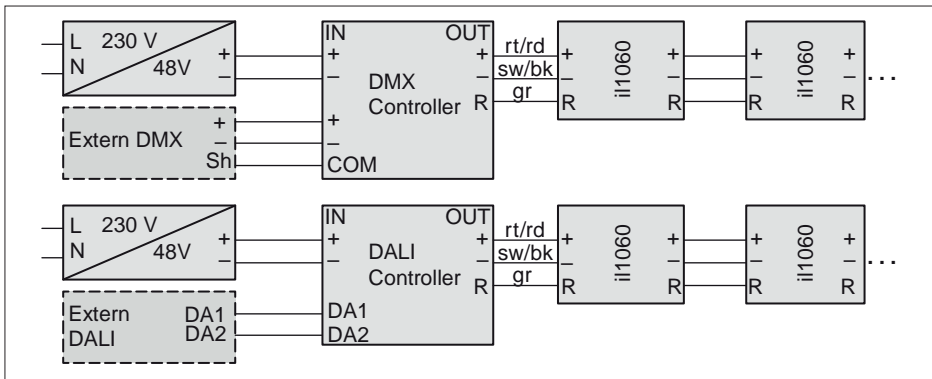 L 230 V
N 48V
+
−
Extern DMX
+
−
Sh
IN OUT
+
−
DMX
Controller
+
−
COM
+
−
R
rt/rd
sw/bk
gr
+
−
R
il1060
+
−
R
+
−
R
il1060
+
−
R
...
L 230 V
N 48V
+
−
Extern
DALI
DA1
DA2
IN OUT
+
−
DALI
Controller
DA1
DA2
+
−
R
rt/rd
sw/bk
gr
+
−
R
il1060
+
−
R
+
−
R
il1060
+
−
R
...